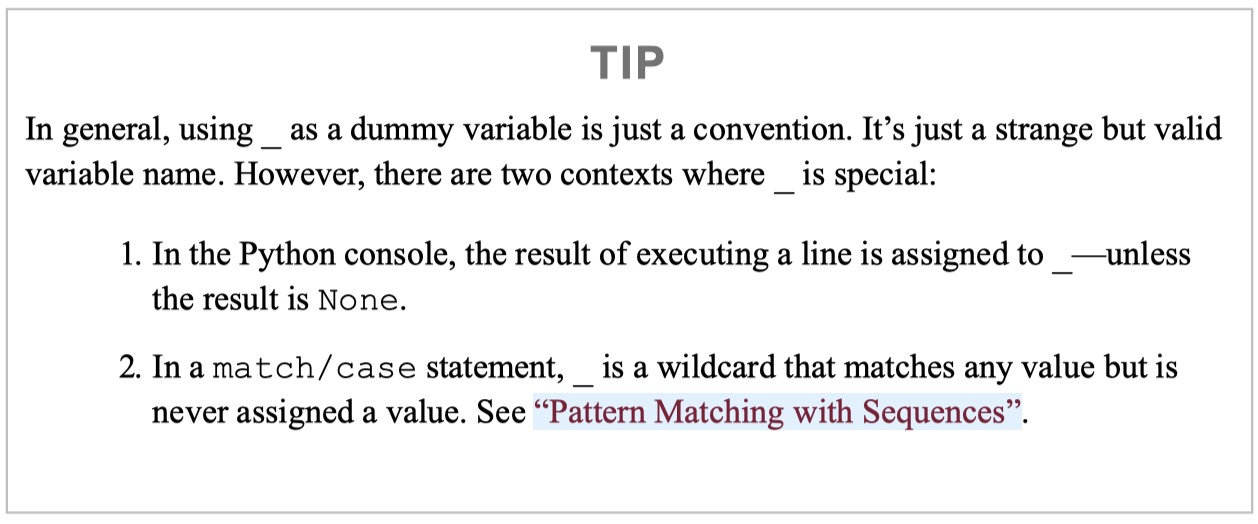 TIP
In general, using _ as a dummy variable is just a convention. It’s just a strange but valid
variable name. However, there are two contexts where _ is special:
1. In the Python console, the result of executing a line is assigned to _—unless
the result is None.
2. In a match/case statement, _ is a wildcard that matches any value but is
never assigned a value. See “Pattern Matching with Sequences”.